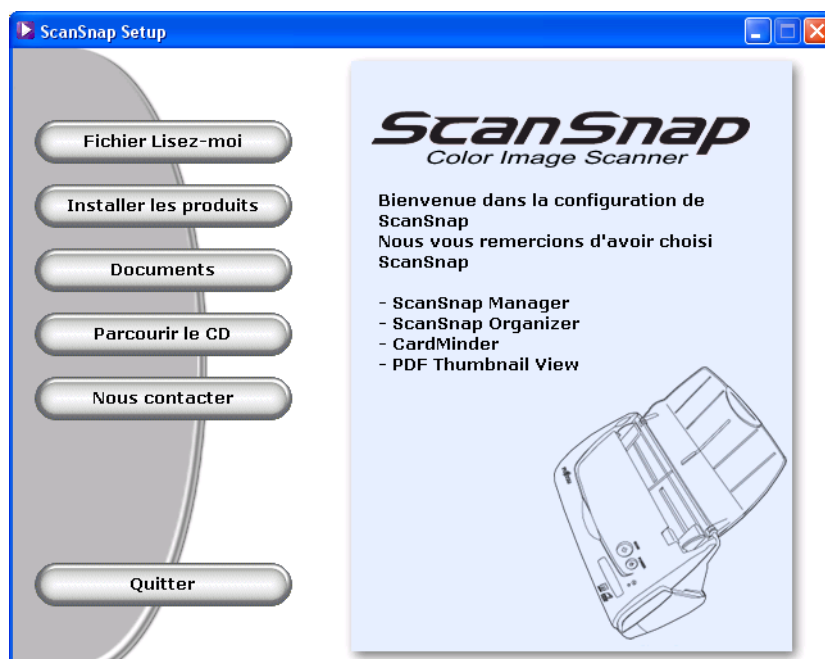 ScanSnap Setup
Fichier Lisez-moi
Installer les produits
Documents
Parcourir le CD
Nous contacter
Quitter
ScanSnap
Color Image Scanner
Bienvenue dans la configuration de
ScanSnap
Nous vous remercions d'avoir choisi
ScanSnap
- ScanSnap Manager
- ScanSnap Organizer
- CardMinder
- PDF Thumbnail View